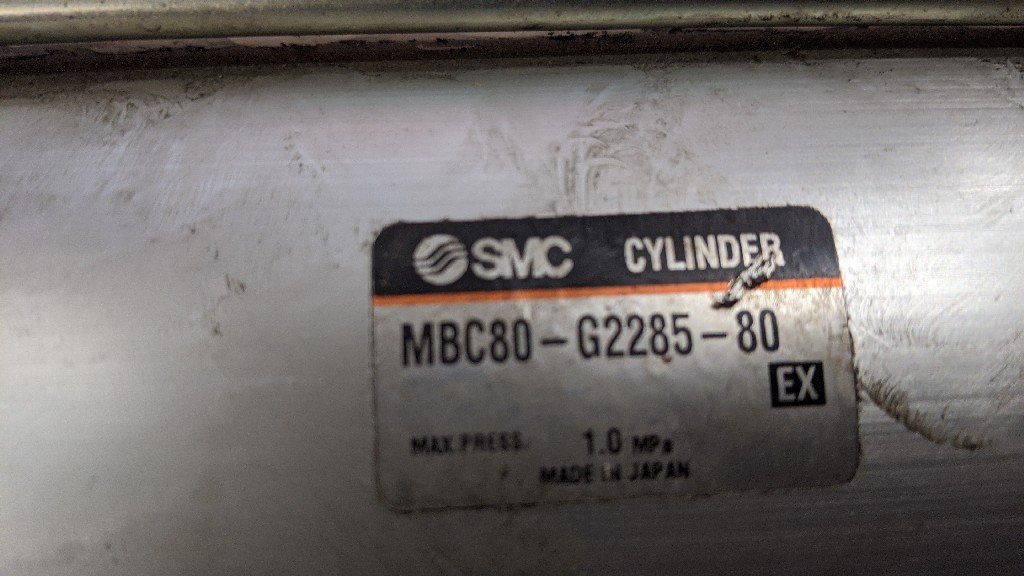 SMC CYLINDER
MBC80-G2285-80
EX
MAX.PRESS. 1.0 MPa
MADE IN JAPAN